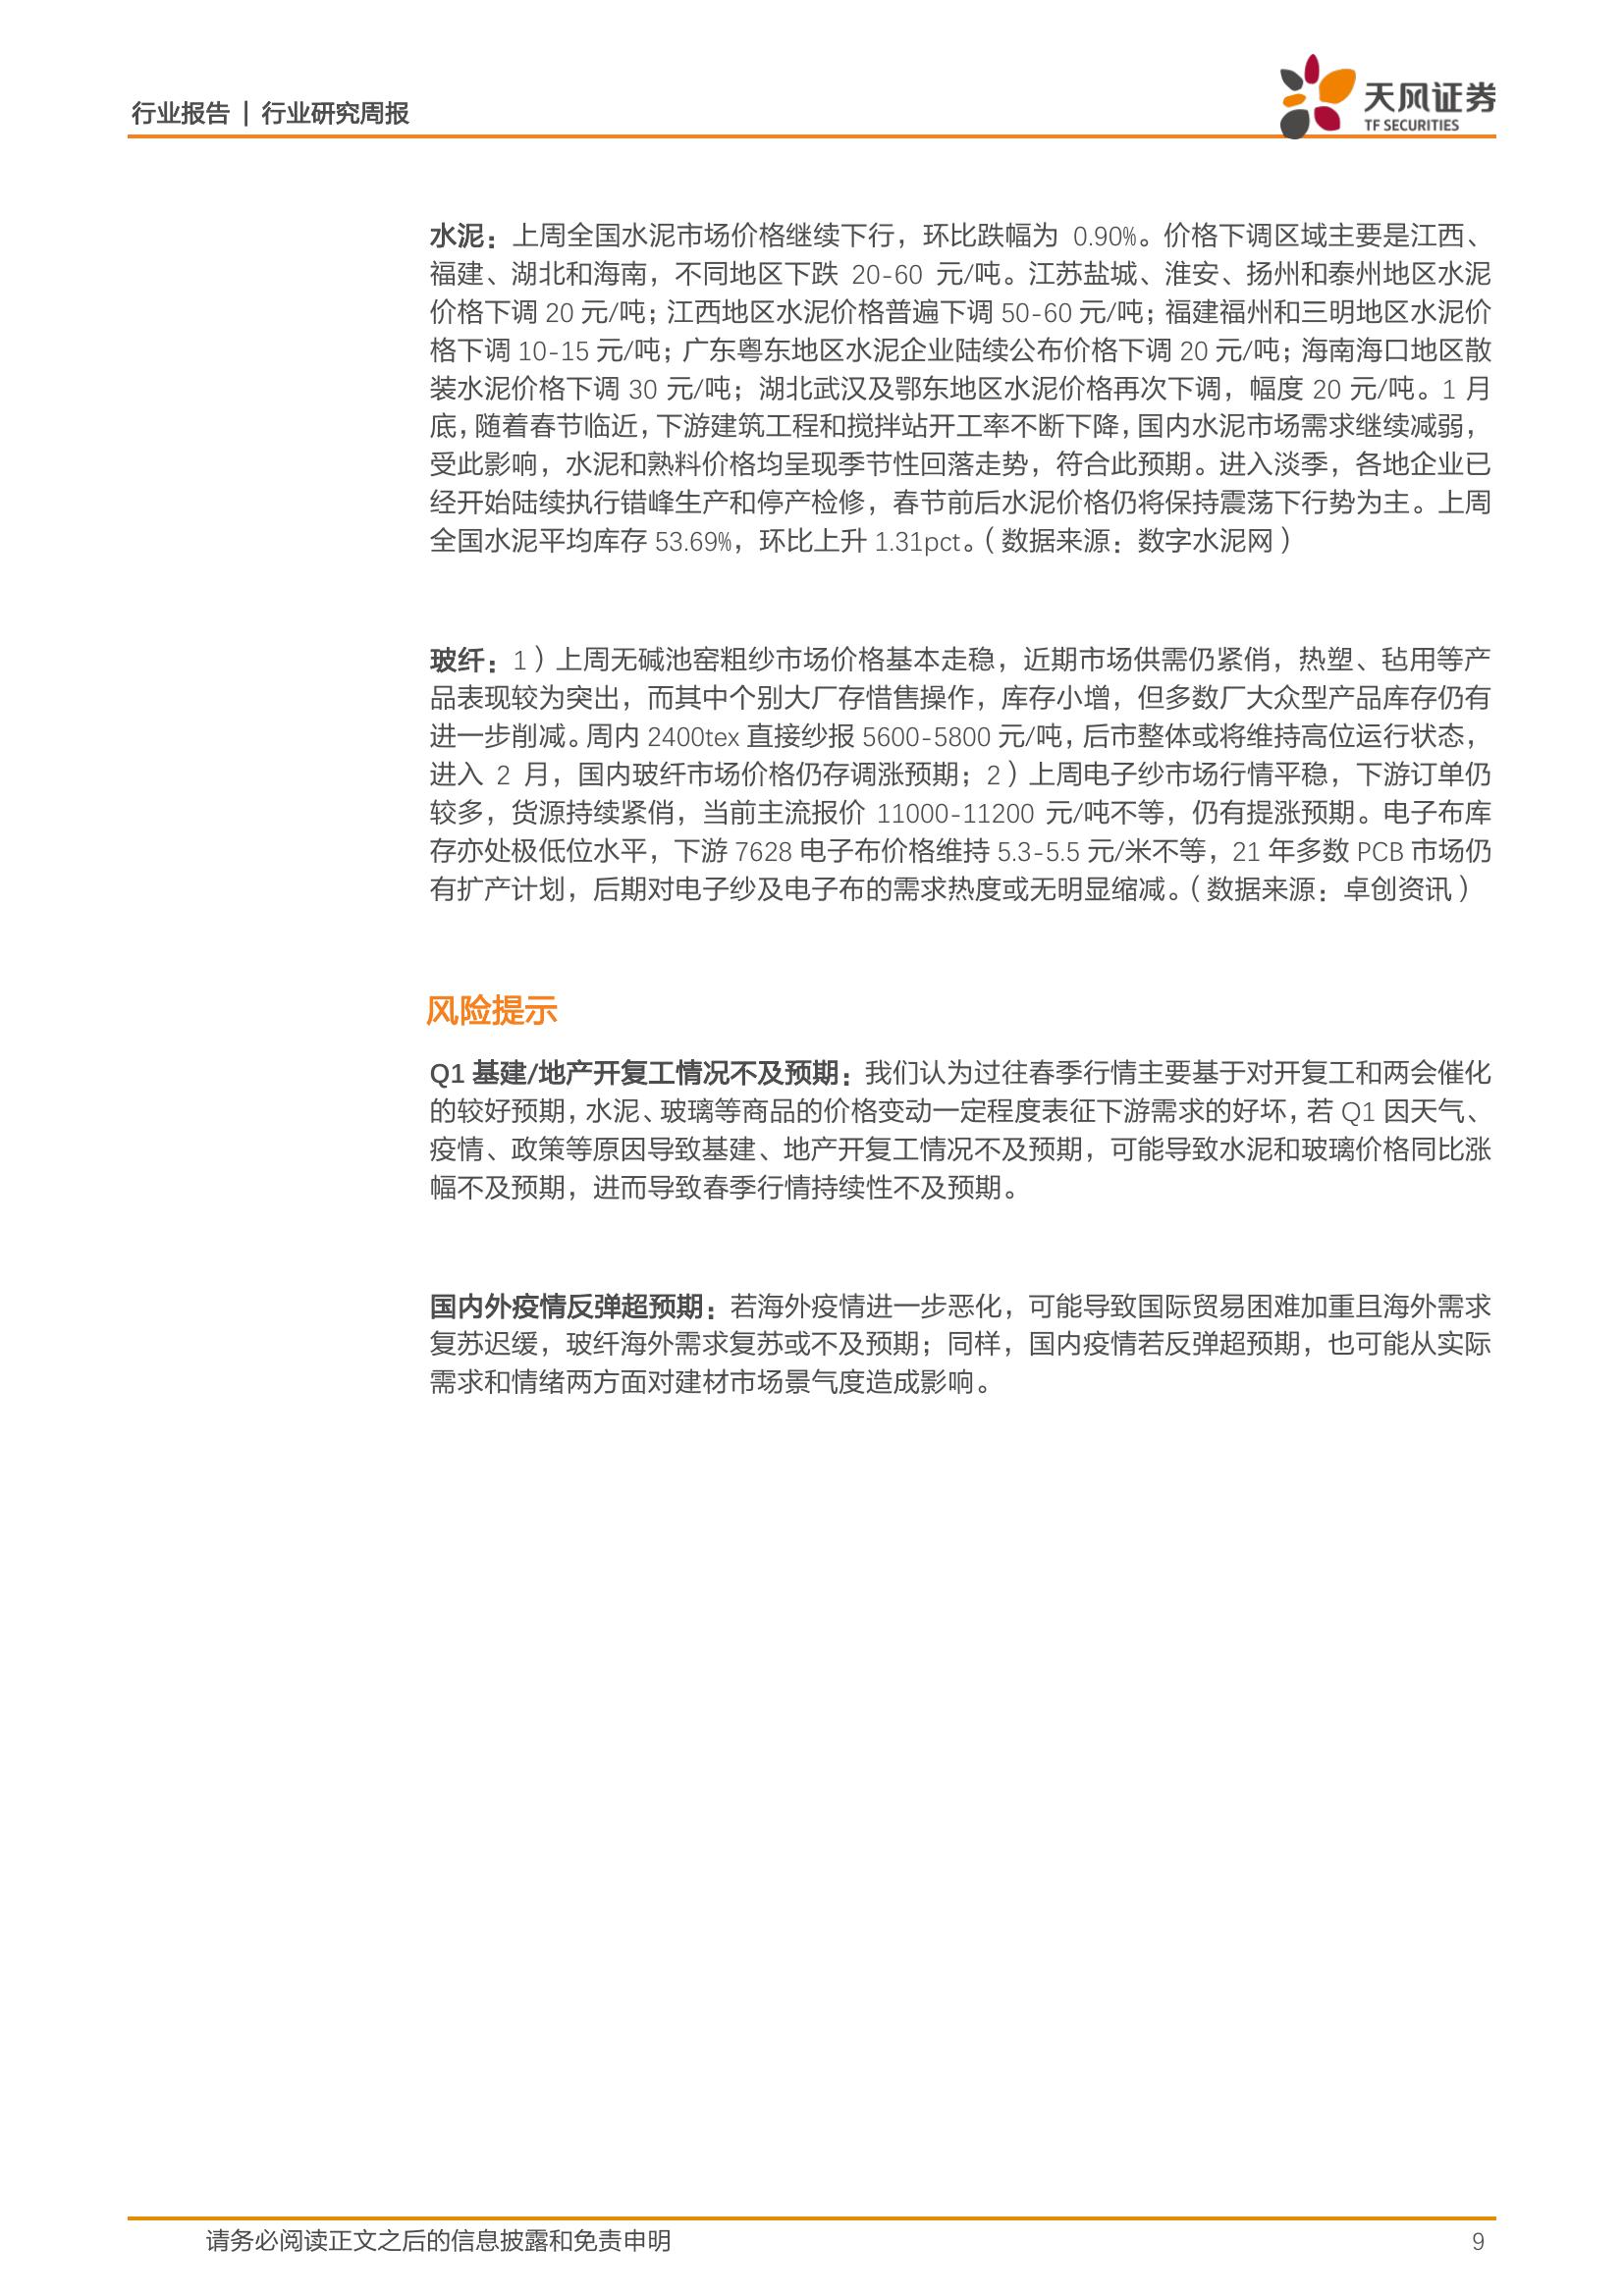 行业报告 | 行业研究周报
天风证券
TF SECURITIES
水泥：上周全国水泥市场价格继续下行，环比跌幅为 0.90%。价格下调区域主要是江西、
福建、湖北和海南，不同地区下跌 20-60 元/吨。江苏盐城、淮安、扬州和泰州地区水泥
价格下调 20 元/吨；江西地区水泥价格普遍下调 50-60 元/吨；福建福州和三明地区水泥价
格下调 10-15 元/吨；广东粤东地区水泥企业陆续公布价格下调 20 元/吨；海南海口地区散
装水泥价格下调 30 元/吨；湖北武汉及鄂东地区水泥价格再次下调，幅度 20 元/吨。1 月
底，随着春节临近，下游建筑工程和搅拌站开工率不断下降，国内水泥市场需求继续减弱，
受此影响，水泥和熟料价格均呈现季节性回落走势，符合此预期。进入淡季，各地企业已
经开始陆续执行错峰生产和停产检修，春节前后水泥价格仍将保持震荡下行势为主。上周
全国水泥平均库存 53.69%，环比上升 1.31pct。（数据来源：数字水泥网）
玻纤：1）上周无碱池窑粗纱市场价格基本走稳，近期市场供需仍紧俏，热塑、毡用等产
品表现较为突出，而其中个别大厂存惜售操作，库存小增，但多数厂大众型产品库存仍有
进一步削减。周内 2400tex 直接纱报 5600-5800 元/吨，后市整体或将维持高位运行状态，
进入 2 月，国内玻纤市场价格仍存调涨预期；2）上周电子纱市场行情平稳，下游订单仍
较多，货源持续紧俏，当前主流报价 11000-11200 元/吨不等，仍有提涨预期。电子布库
存亦处极低位水平，下游 7628 电子布价格维持 5.3-5.5 元/米不等，21 年多数 PCB 市场仍
有扩产计划，后期对电子纱及电子布的需求热度或无明显缩减。（数据来源：卓创资讯）
风险提示
Q1 基建/地产开复工情况不及预期：我们认为过往春季行情主要基于对开复工和两会催化
的较好预期，水泥、玻璃等商品的价格变动一定程度表征下游需求的好坏，若 Q1 因天气、
疫情、政策等原因导致基建、地产开复工情况不及预期，可能导致水泥和玻璃价格同比涨
幅不及预期，进而导致春季行情持续性不及预期。
国内外疫情反弹超预期：若海外疫情进一步恶化，可能导致国际贸易困难加重且海外需求
复苏迟缓，玻纤海外需求复苏或不及预期；同样，国内疫情若反弹超预期，也可能从实际
需求和情绪两方面对建材市场景气度造成影响。
请务必阅读正文之后的信息披露和免责申明
9